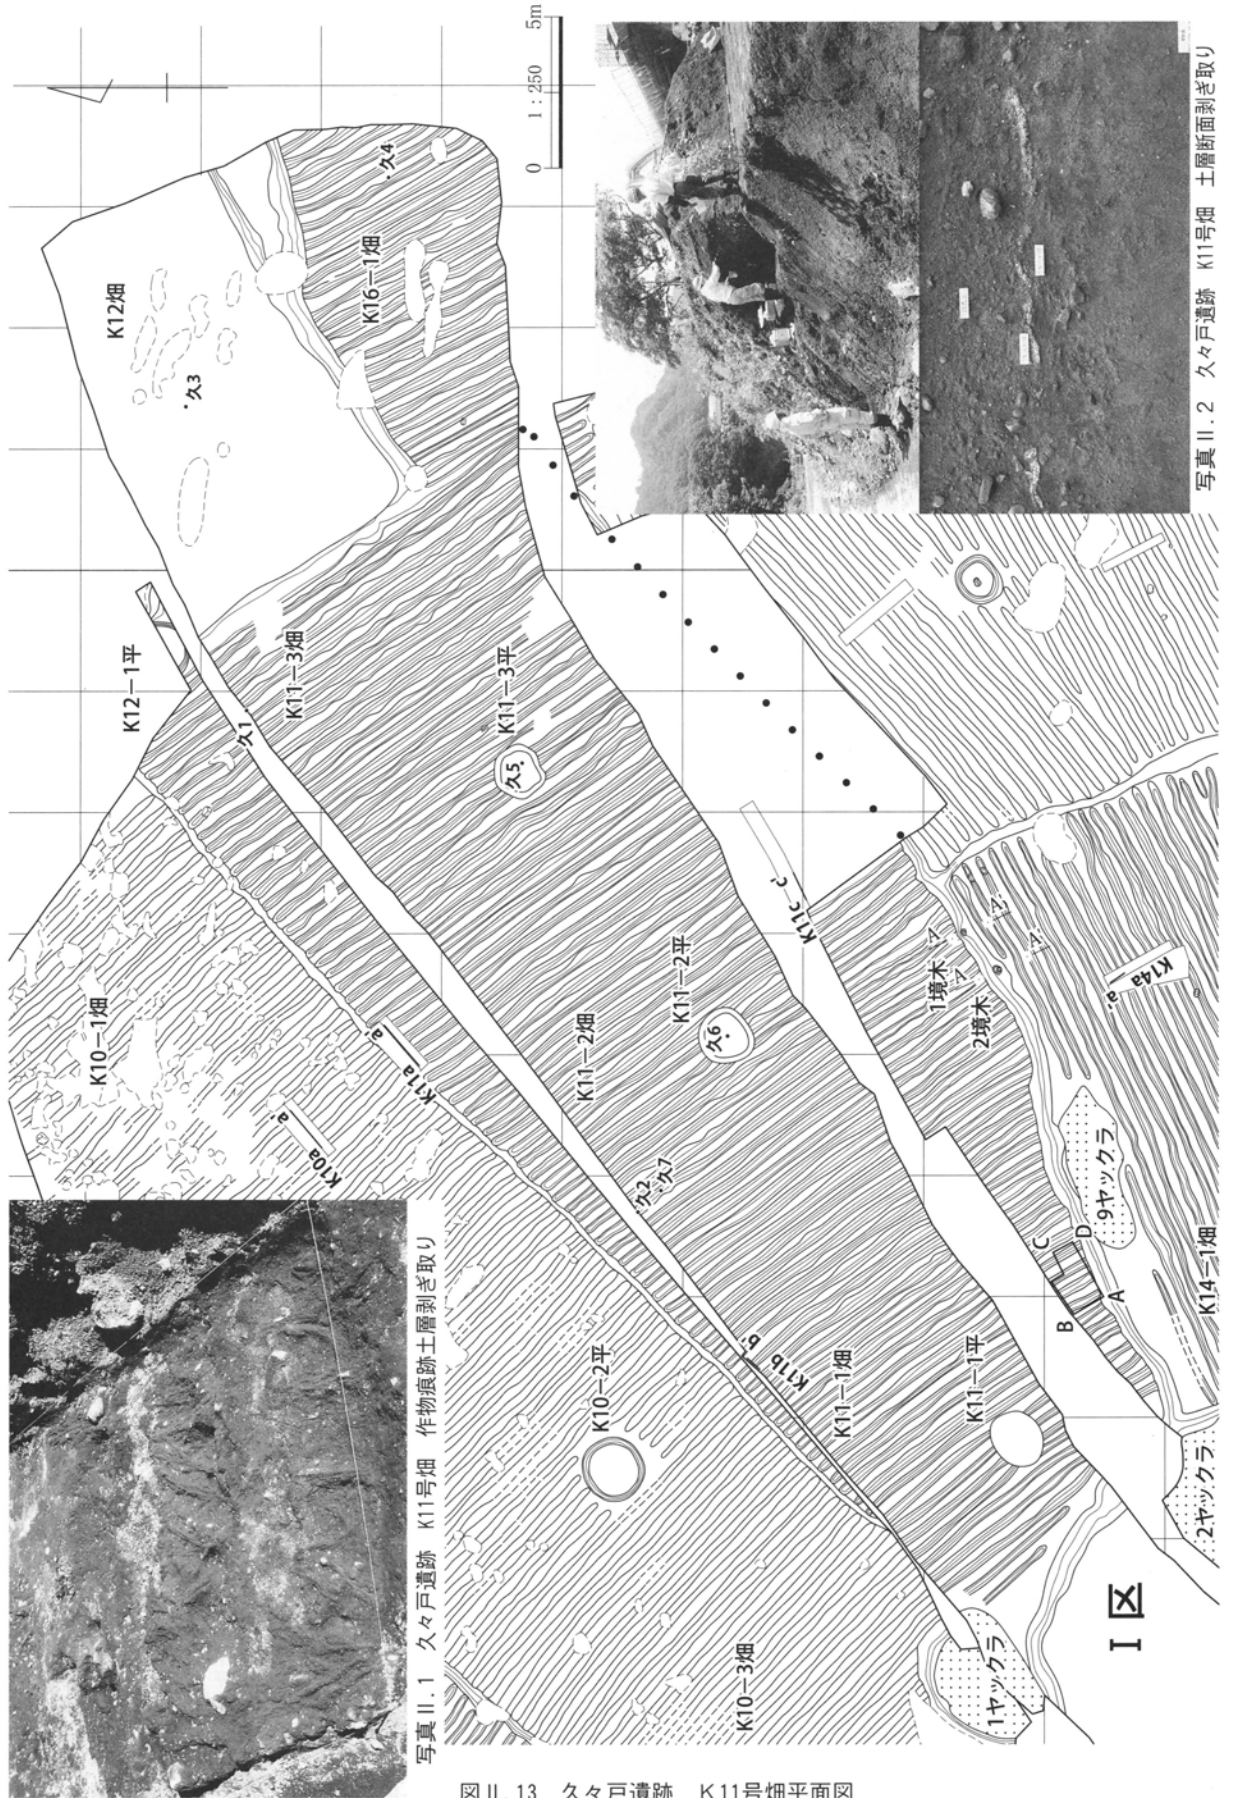 5m
1:250
0
K12畑
久3
久4
K16-1畑
K12-1平
久1
K11-3畑
K11-3平
久5
K10-1畑
K10a
a'
K11a
a'
K11-2畑
K11-2平
久6
久2
久7
K11c
c'
1境木
2境木
A
A'
A
A'
A'
K14a
a'
9ヤックラ
K14-1畑
A
B
C
D
K10-2平
K11b
b'
K11-1畑
K11-1平
K10-3畑
1ヤックラ
2ヤックラ
I区
写真Ⅱ.1 久々戸遺跡 K11号畑 作物痕跡土層剥ぎ取り
写真Ⅱ.2 久々戸遺跡 K11号畑 土層断面剥ぎ取り
図Ⅱ.13 久々戸遺跡 K11号畑平面図